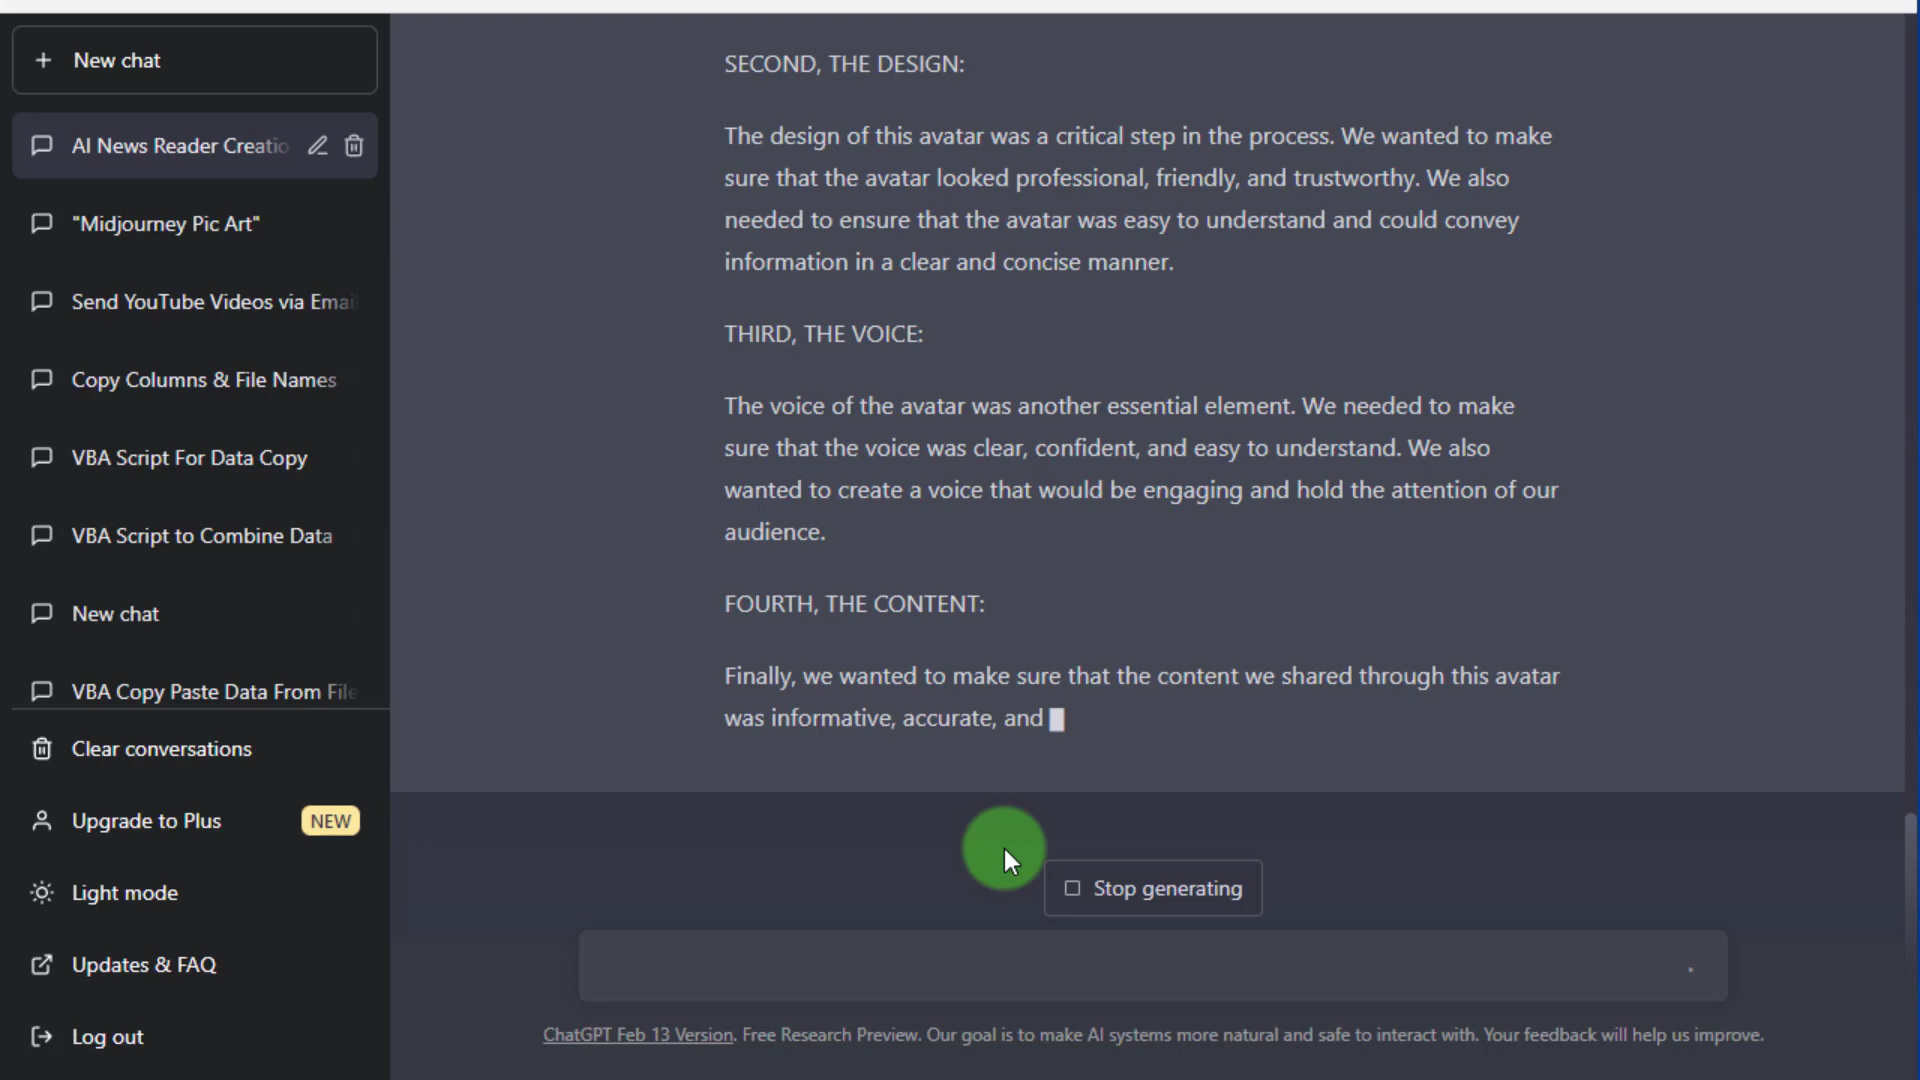 New chat
AI News Reader Creatio
"Midjourney Pic Art"
Send YouTube Videos via Emai
Copy Columns & File Names
VBA Script For Data Copy
VBA Script to Combine Data
New chat
VBA Copy Paste Data From File
Clear conversations
Upgrade to Plus NEW
Light mode
Updates & FAQ
Log out
SECOND, THE DESIGN:
The design of this avatar was a critical step in the process. We wanted to make
sure that the avatar looked professional, friendly, and trustworthy. We also
needed to ensure that the avatar was easy to understand and could convey
information in a clear and concise manner.
THIRD, THE VOICE:
The voice of the avatar was another essential element. We needed to make
sure that the voice was clear, confident, and easy to understand. We also
wanted to create a voice that would be engaging and hold the attention of our
audience.
FOURTH, THE CONTENT:
Finally, we wanted to make sure that the content we shared through this avatar
was informative, accurate, and
Stop generating
ChatGPT Feb 13 Version. Free Research Preview. Our goal is to make AI systems more natural and safe to interact with. Your feedback will help us improve.